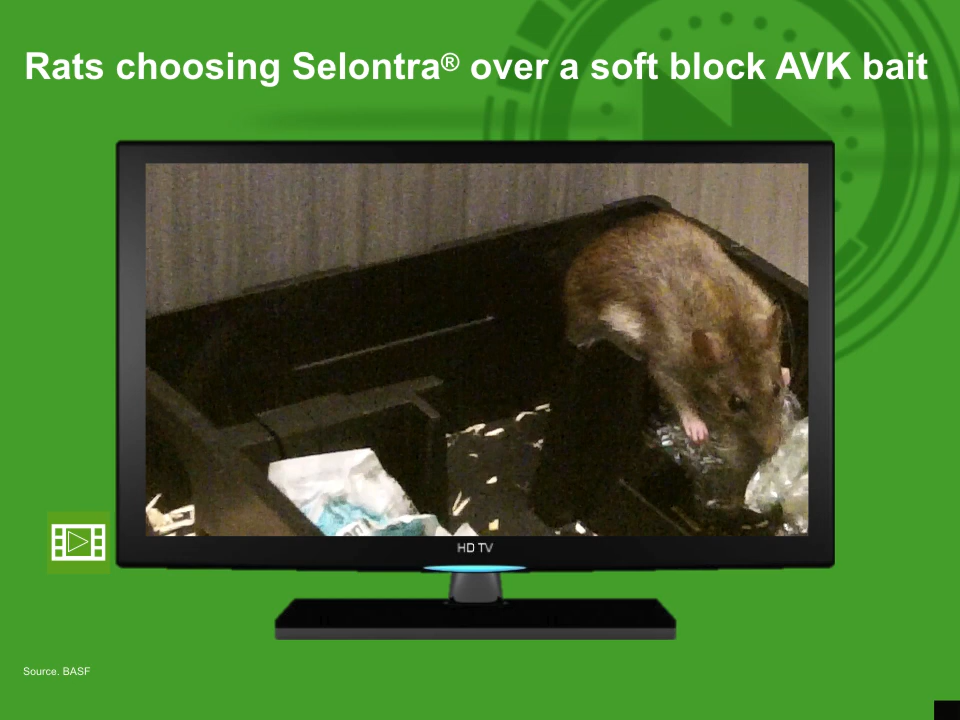 Rats choosing Selontra® over a soft block AVK bait
HD TV
Source. BASF